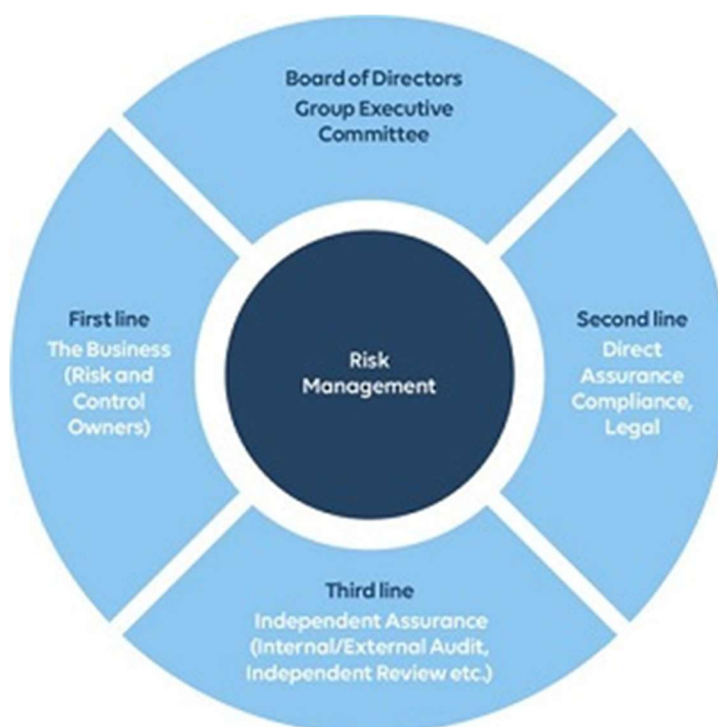 Board of Directors
Group Executive
Committee
First line
The Business
(Risk and
Control
Owners)
Risk
Management
Second line
Direct
Assurance
Compliance,
Legal
Third line
Independent Assurance
(Internal/External Audit,
Independent Review etc.)